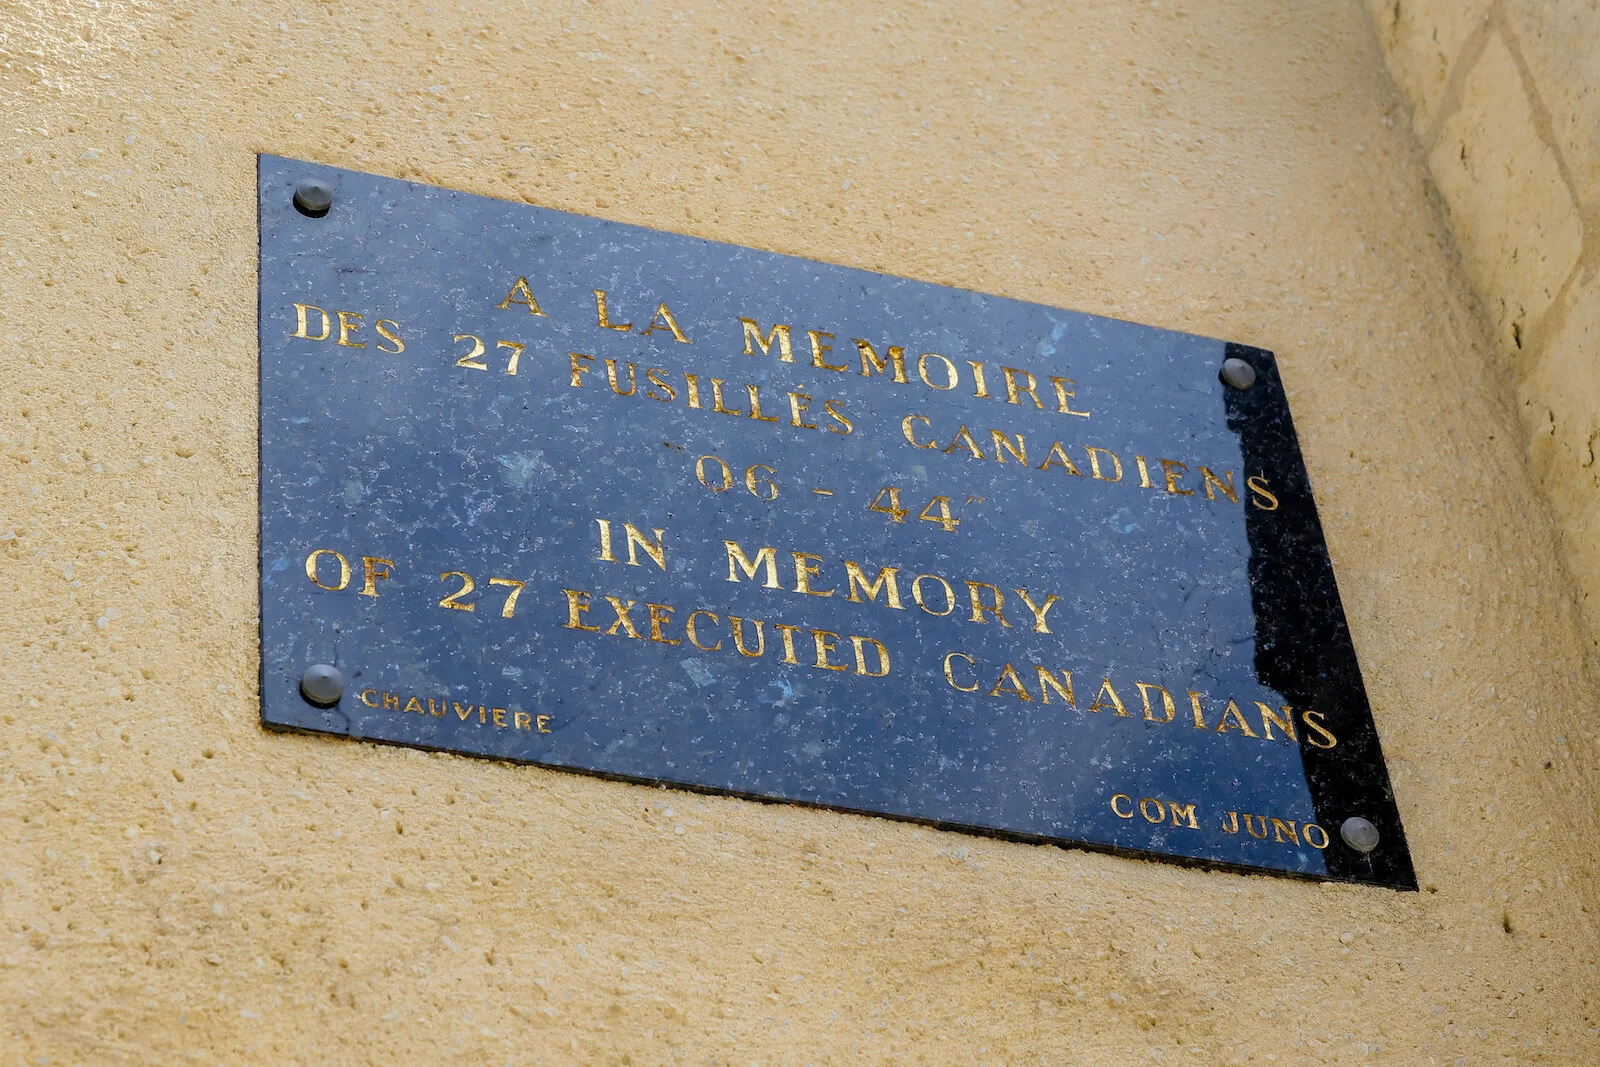 A LA MEMOIRE
DES 27 FUSILLÉS CANADIENS
"06 - 44"
IN MEMORY
OF 27 EXECUTED CANADIANS
CHAUVIERE
COM JUNO